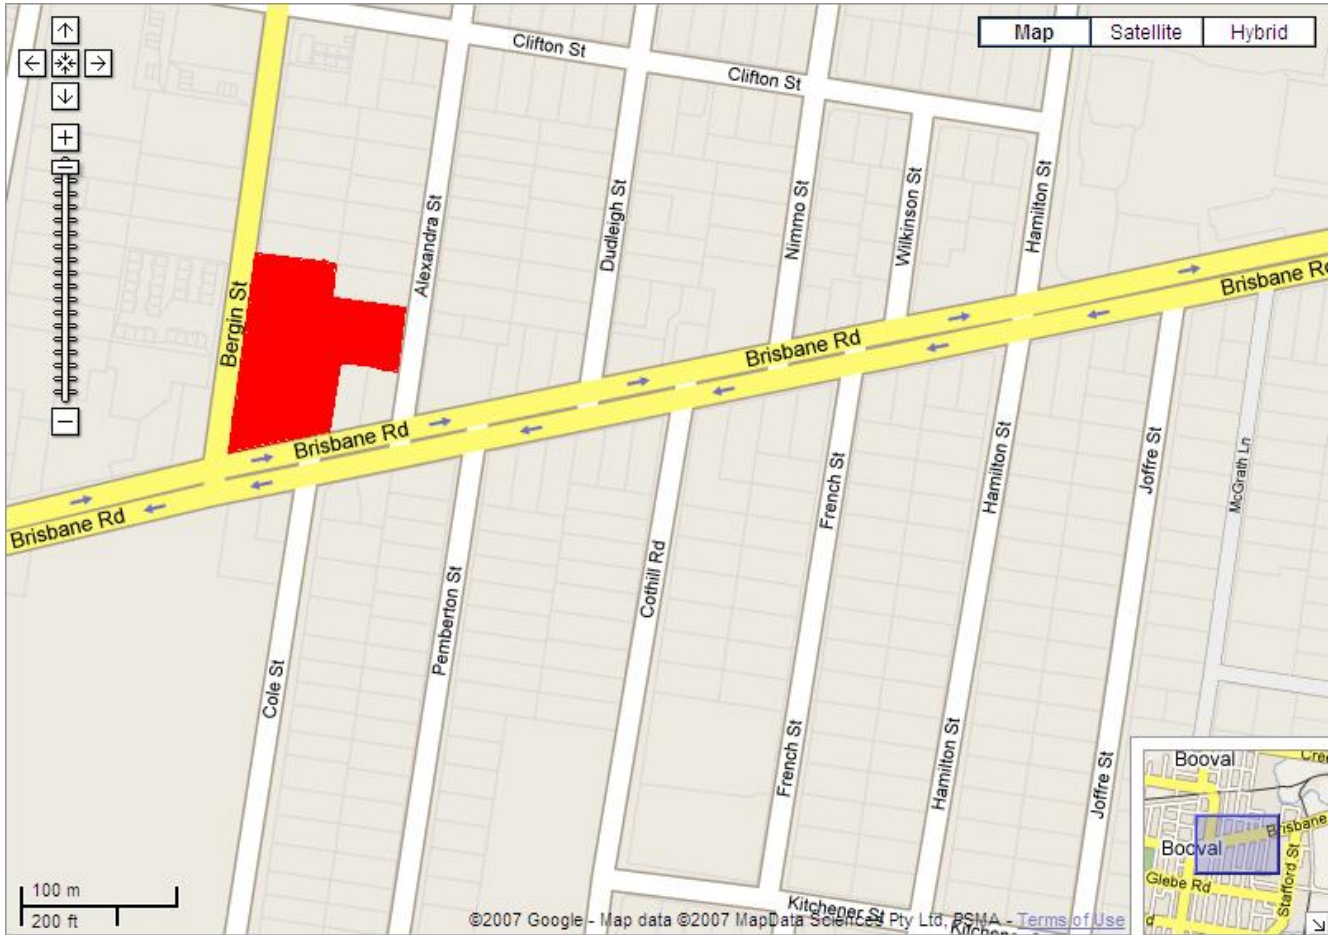 Map Satellite Hybrid
Clifton St
Clifton St
Alexandra St
Dudleigh St
Nimmo St
Wilkinson St
Hamilton St
Bergin St
Brisbane Rd
Brisbane Rd
Brisbane Rd
Brisbane Rd
Cole St
Pemberton St
Cothill Rd
French St
Hamilton St
Joffre St
McGrath Ln
French St
Hamilton St
Joffre St
Kitchener St
100 m
200 ft
©2007 Google - Map data ©2007 MapData Sciences Pty Ltd, PSMA - Terms of Use
Booval
Cree
Brisbane
Booval
Glebe Rd
Stafford St
d